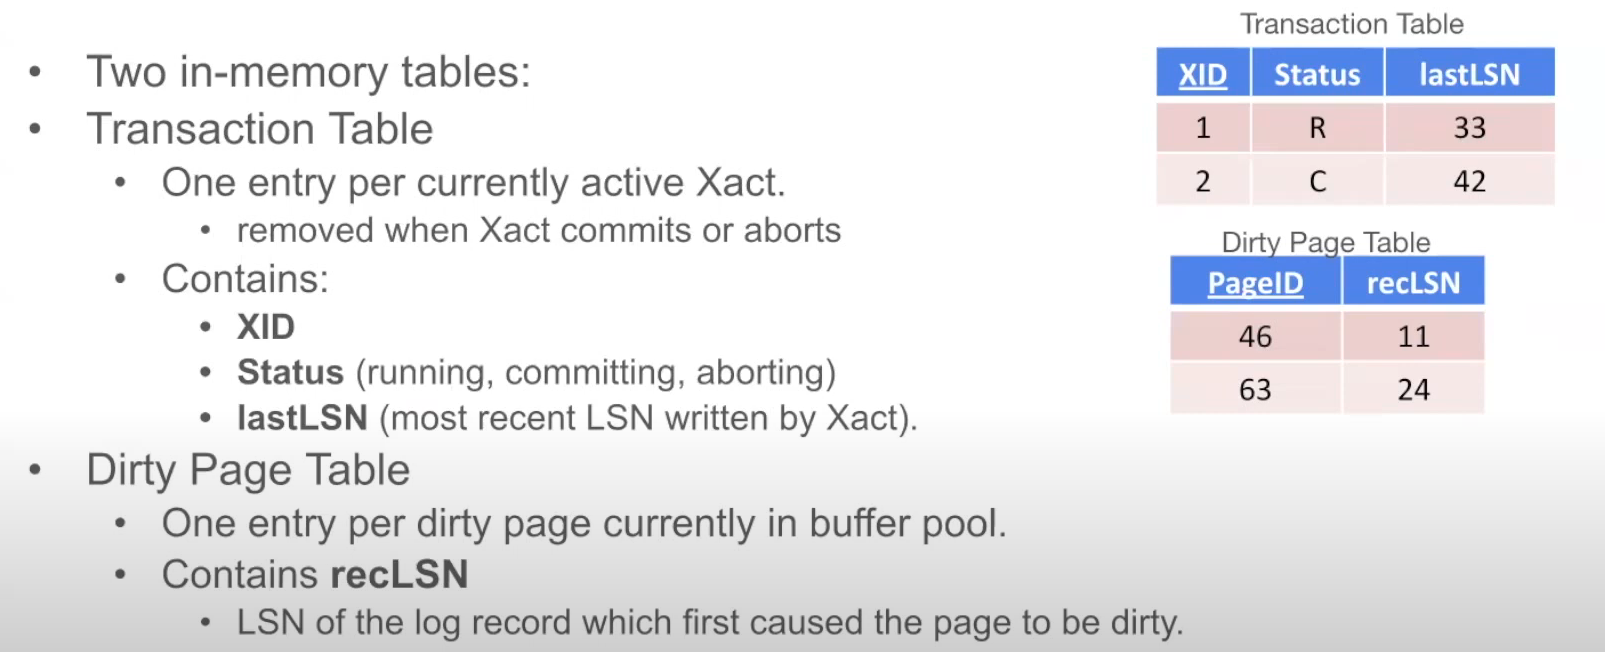 • Two in-memory tables:
• Transaction Table
• One entry per currently active Xact.
• removed when Xact commits or aborts
• Contains:
• XID
• Status (running, committing, aborting)
• lastLSN (most recent LSN written by Xact).
• Dirty Page Table
• One entry per dirty page currently in buffer pool.
• Contains recLSN
• LSN of the log record which first caused the page to be dirty.
Transaction Table
XID Status lastLSN
1 R 33
2 C 42
Dirty Page Table
PageID recLSN
46 11
63 24